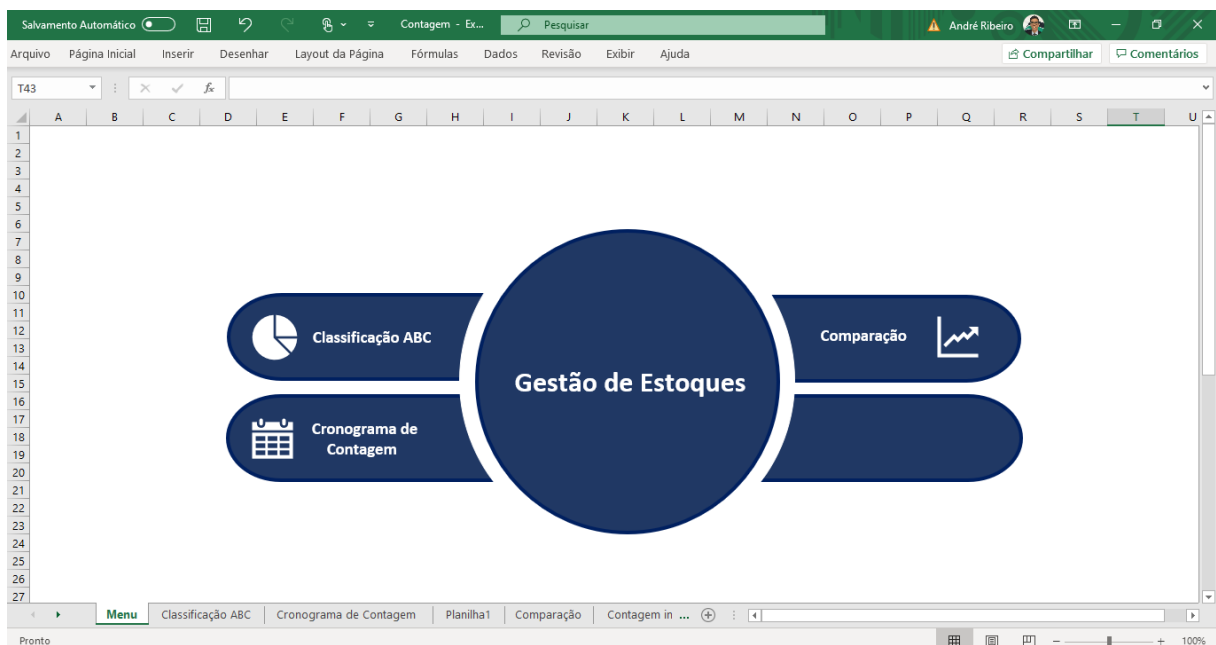 Salvamento Automático Contagem - Ex... Pesquisar André Ribeiro
Arquivo Página Inicial Inserir Desenhar Layout da Página Fórmulas Dados Revisão Exibir Ajuda Compartilhar Comentários
T43 fx
A B C D E F G H I J K L M N O P Q R S T U
1
2
3
4
5
6
7
8
9
10
11
12
13
14
15
16
17
18
19
20
21
22
23
24
25
26
27
Classificação ABC
Cronograma de
Contagem
Gestão de Estoques
Comparação
Menu Classificação ABC Cronograma de Contagem Planilha1 Comparação Contagem in ...
Pronto 100%